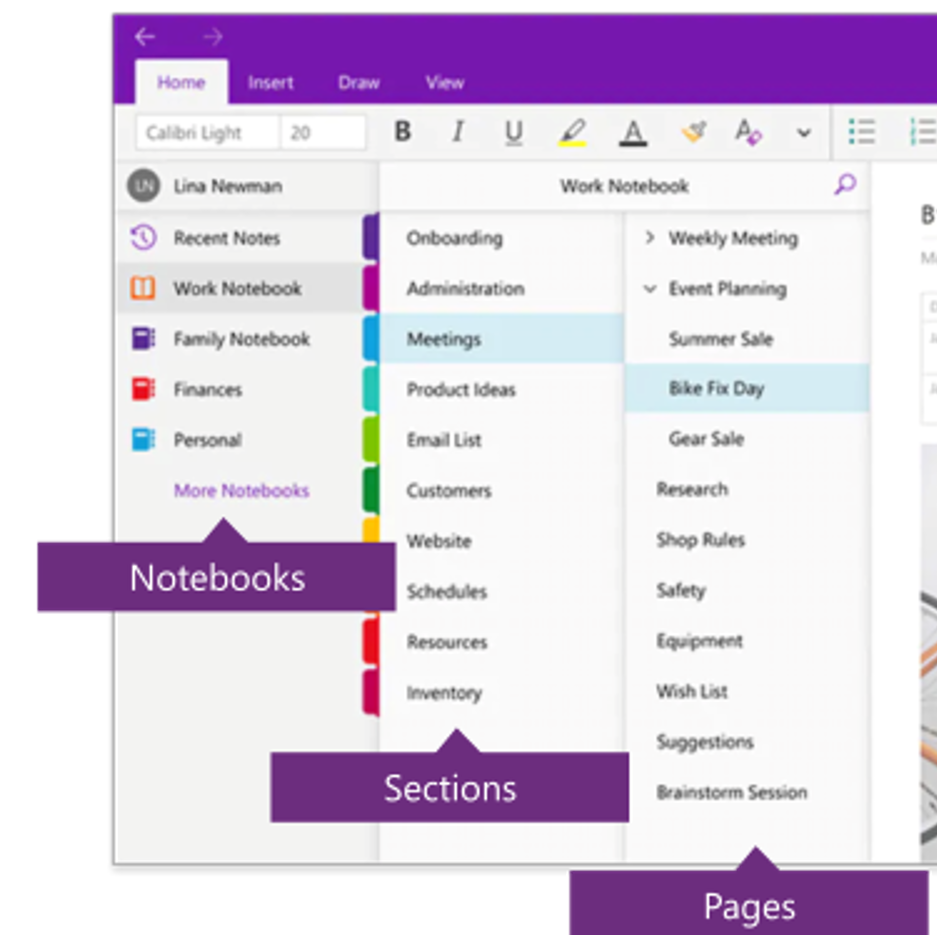 Home Insert Draw View
Calibri Light 20 B I U A A
LN Lina Newman
Work Notebook
Recent Notes
Work Notebook
Family Notebook
Finances
Personal
More Notebooks
Notebooks
Onboarding
Administration
Meetings
Product Ideas
Email List
Customers
Website
Schedules
Resources
Inventory
Sections
Weekly Meeting
Event Planning
Summer Sale
Bike Fix Day
Gear Sale
Research
Shop Rules
Safety
Equipment
Wish List
Suggestions
Brainstorm Session
Pages
B